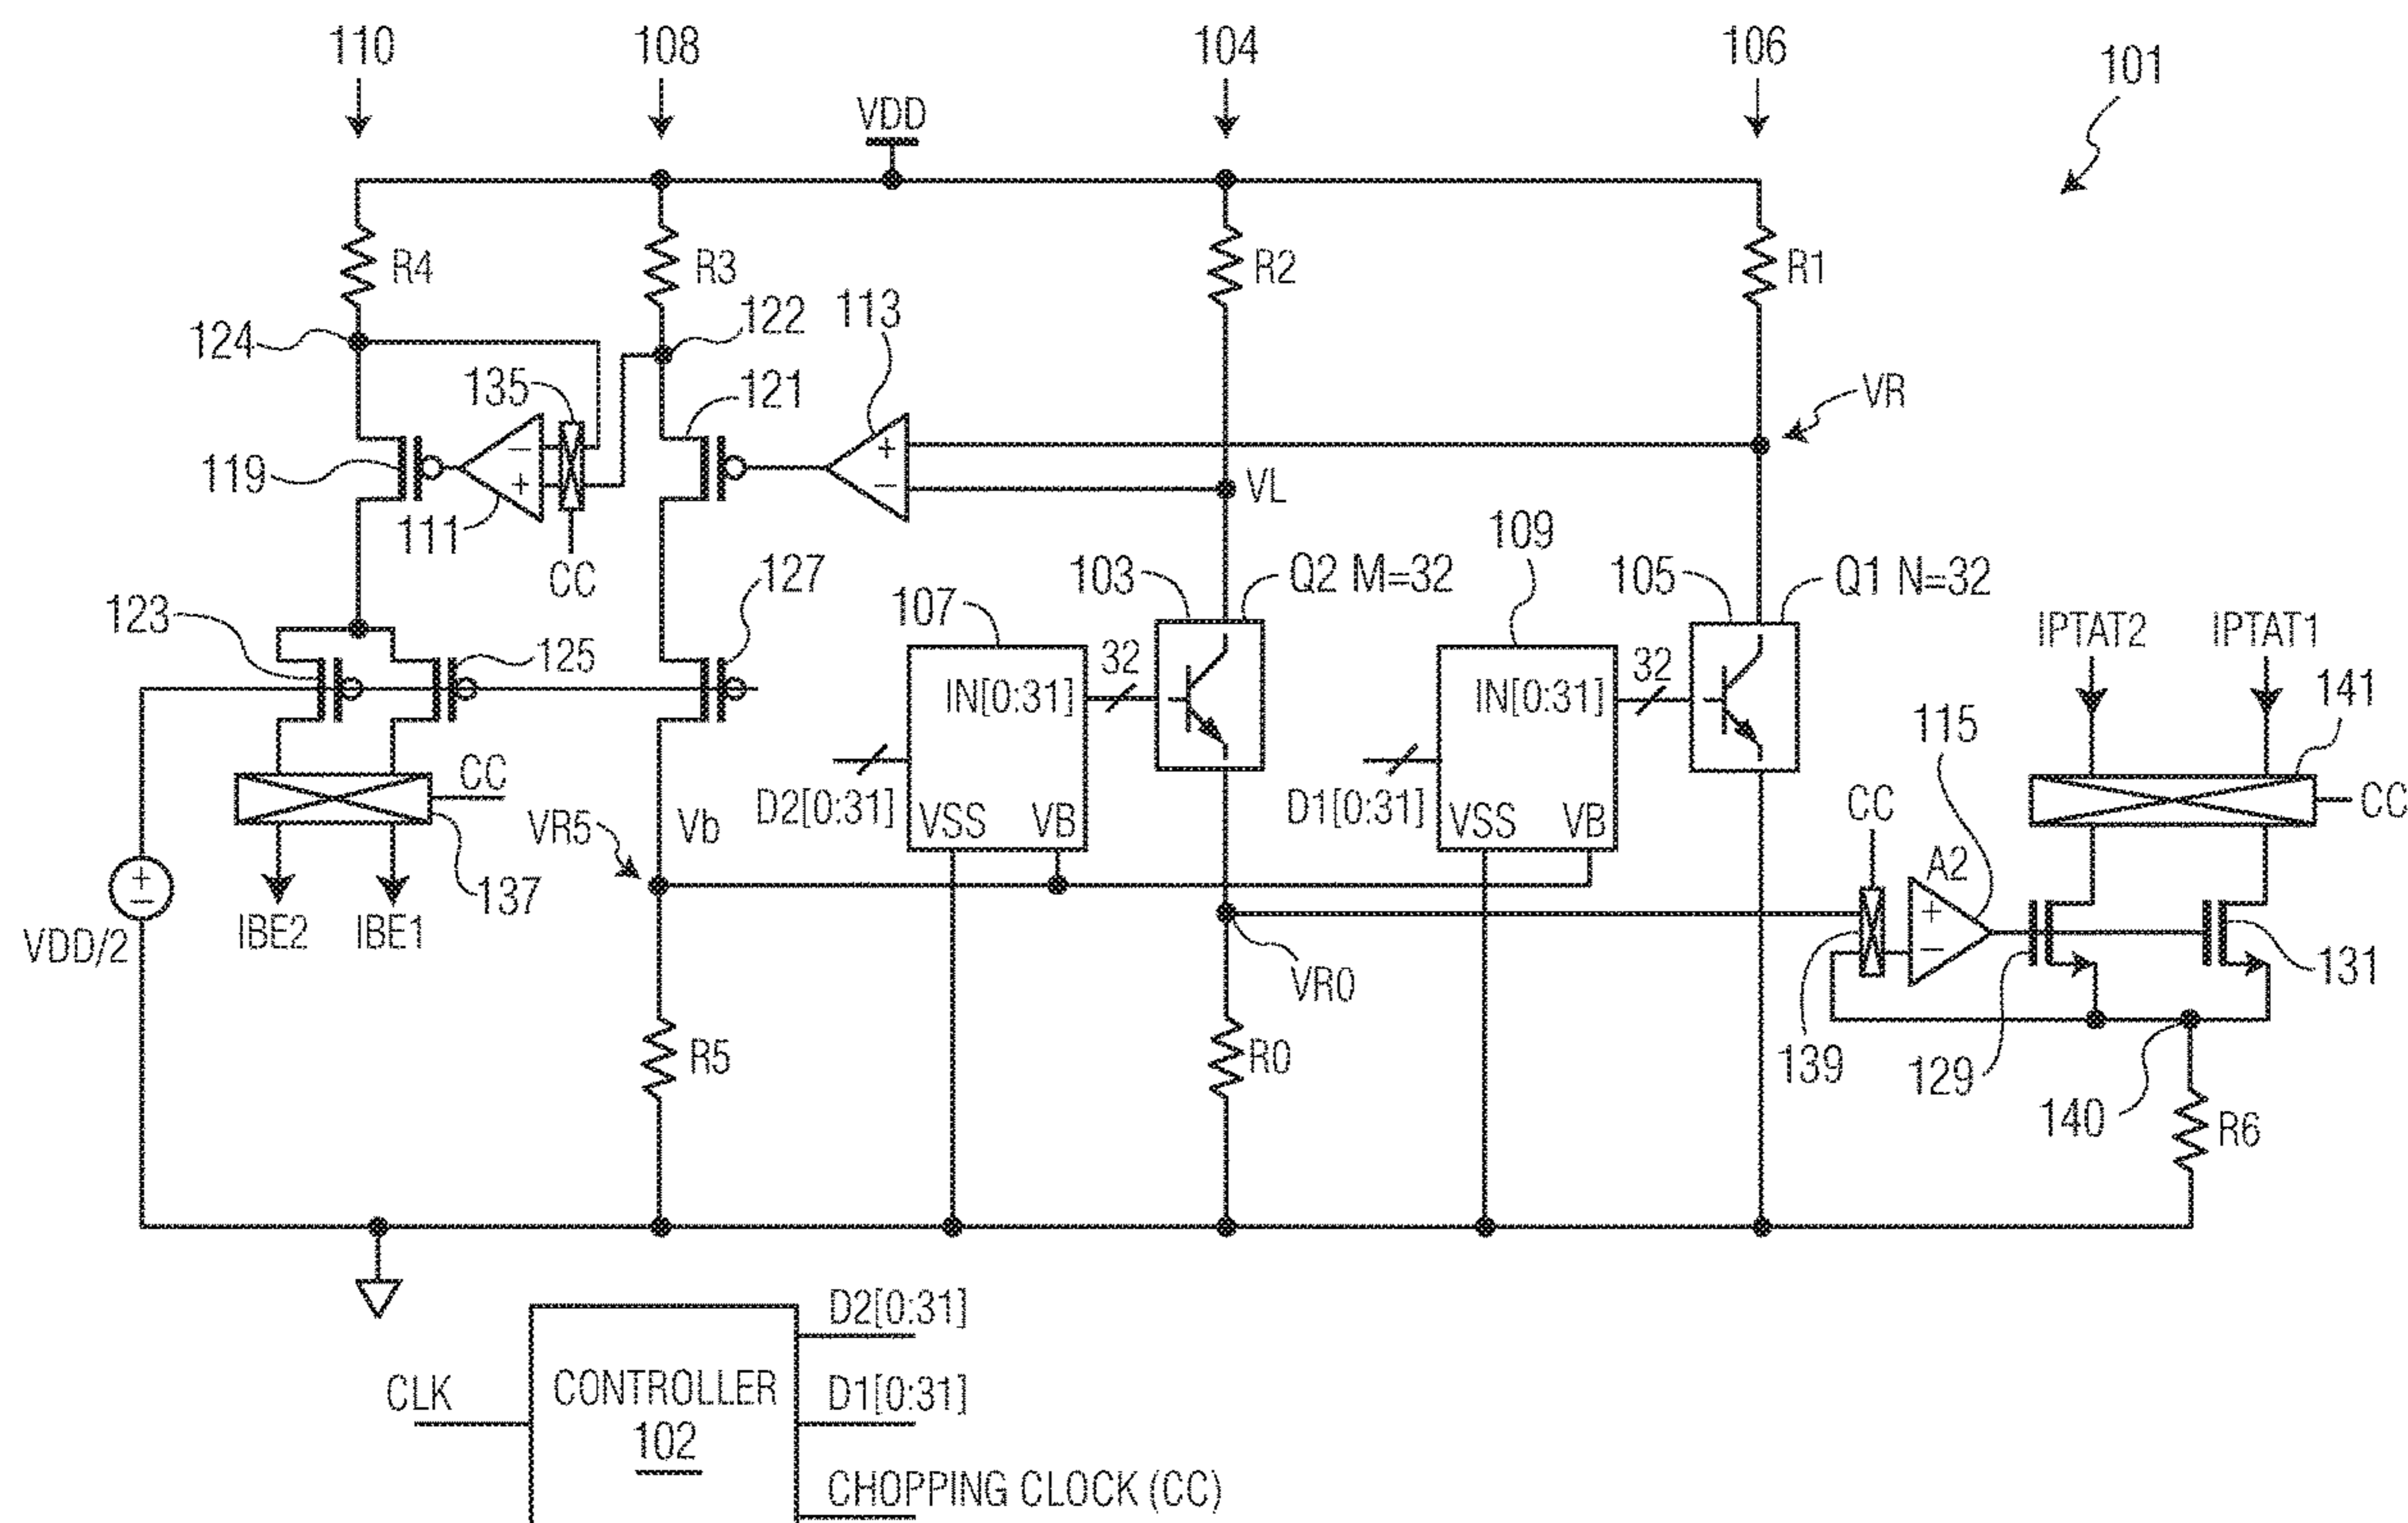 110
108
104
106
101
VDD
R4
R3
R2
R1
124
135
122
113
121
VR
119
111
-
+
CC
+
-
VL
123
125
127
107
103
Q2 M=32
109
105
Q1 N=32
IPTAT2
IPTAT1
141
IN[0:31]
32
IN[0:31]
32
115
CC
VR5
Vb
D2[0:31]
VSS
VB
D1[0:31]
VSS
VB
CC
CC
A2
+
-
VDD/2
IBE2
IBE1
137
+
-
VR0
139
129
131
140
R5
R0
R6
CLK
CONTROLLER
102
D2[0:31]
D1[0:31]
CHOPPING CLOCK (CC)